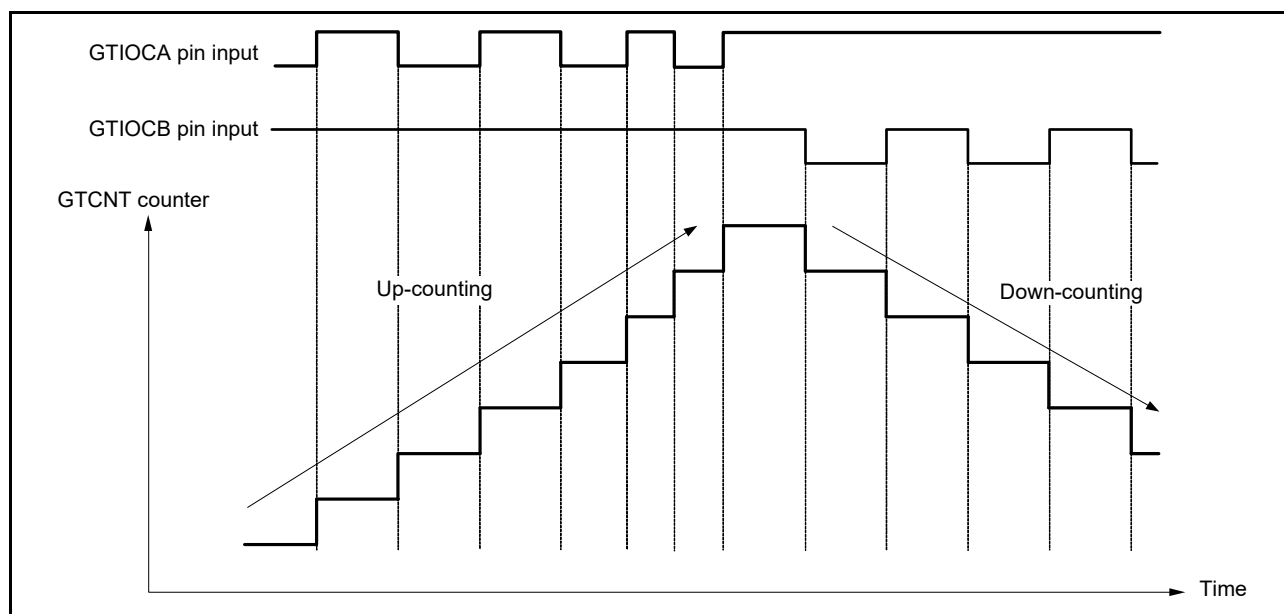 GTIOCA pin input
GTIOCB pin input
GTCNT counter
Up-counting
Down-counting
Time